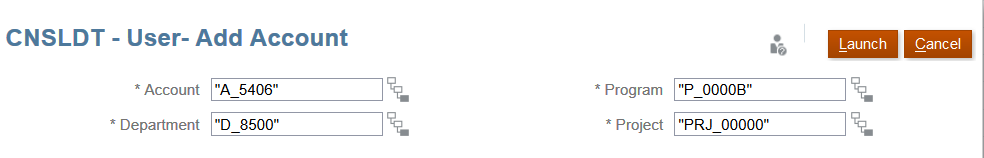 CNSLDT - User- Add Account
Launch Cancel
* Account "A_5406" * Program "P_0000B"
* Department "D_8500" * Project "PRJ_00000"